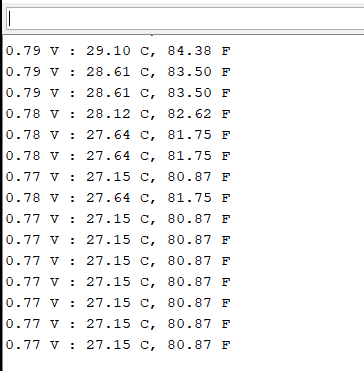 0.79 V : 29.10 C, 84.38 F
0.79 V : 28.61 C, 83.50 F
0.79 V : 28.61 C, 83.50 F
0.78 V : 28.12 C, 82.62 F
0.78 V : 27.64 C, 81.75 F
0.78 V : 27.64 C, 81.75 F
0.77 V : 27.15 C, 80.87 F
0.78 V : 27.64 C, 81.75 F
0.77 V : 27.15 C, 80.87 F
0.77 V : 27.15 C, 80.87 F
0.77 V : 27.15 C, 80.87 F
0.77 V : 27.15 C, 80.87 F
0.77 V : 27.15 C, 80.87 F
0.77 V : 27.15 C, 80.87 F
0.77 V : 27.15 C, 80.87 F